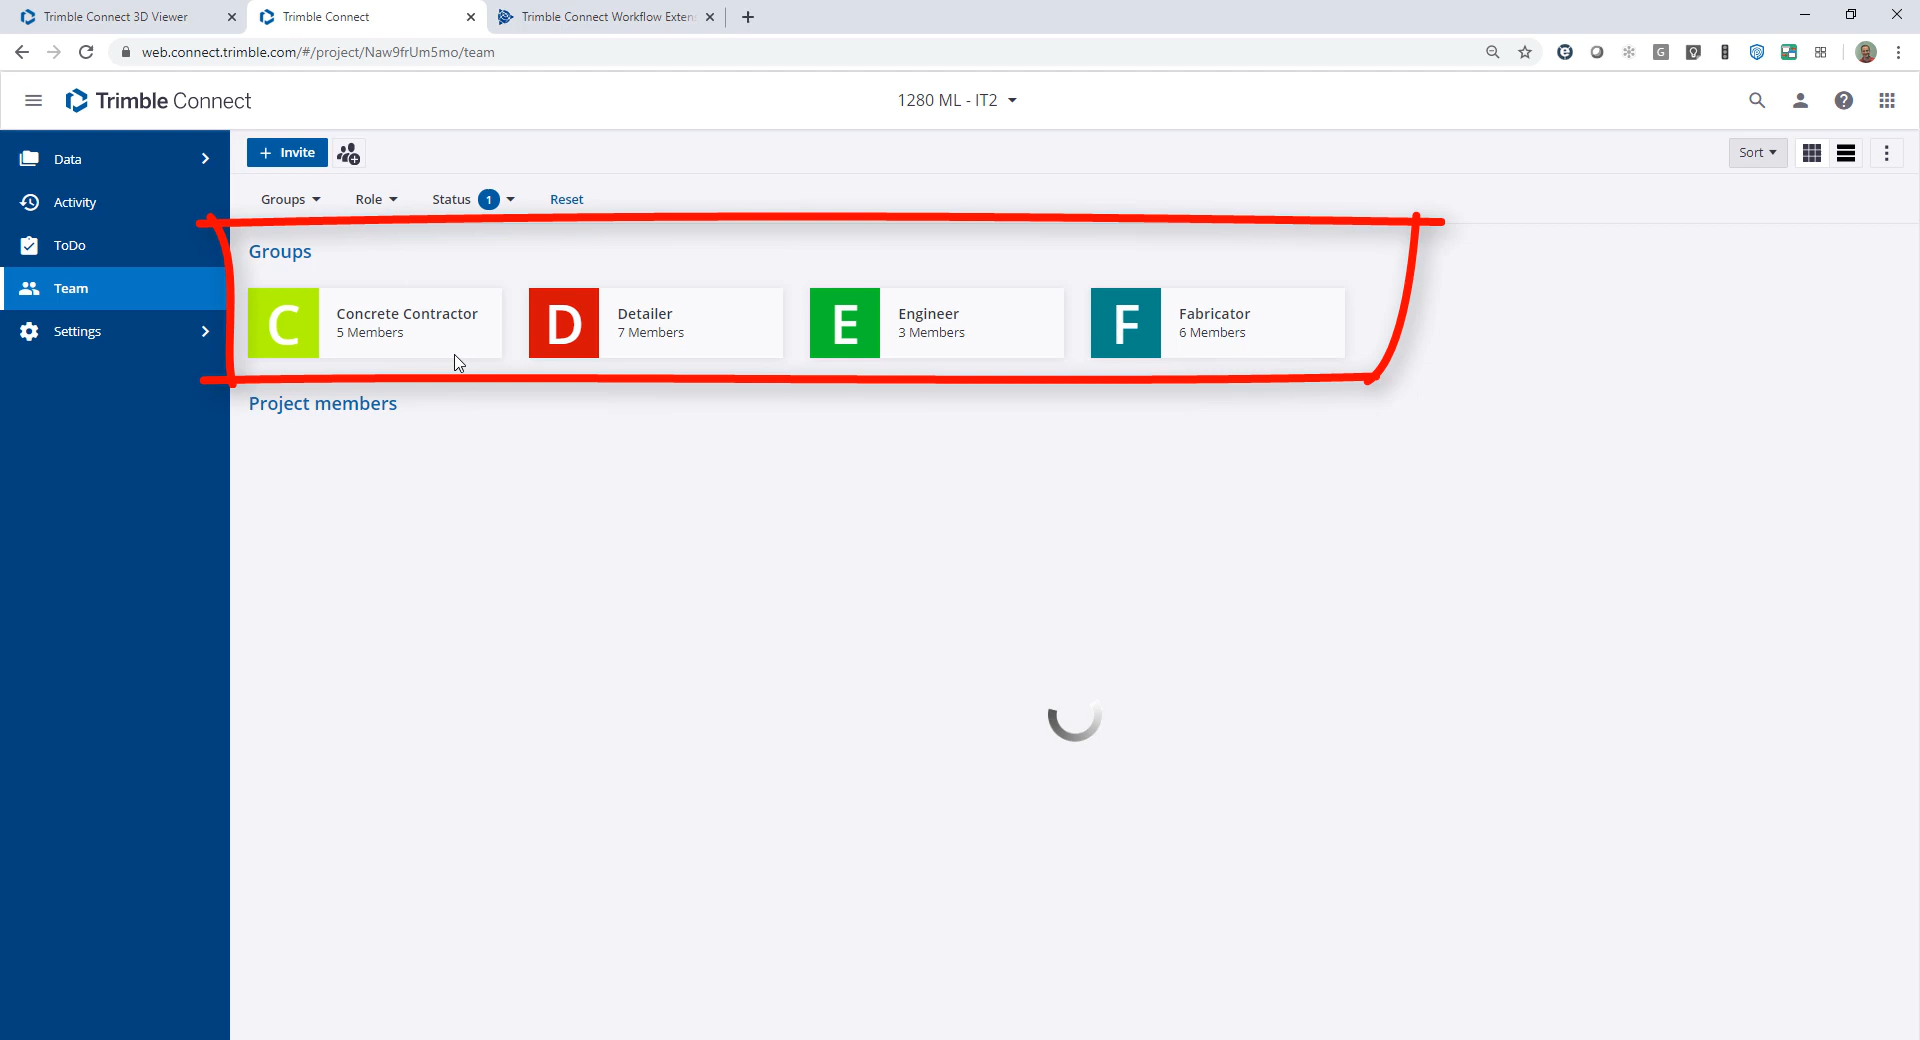 Trimble Connect 3D Viewer
Trimble Connect
Trimble Connect Workflow Exten
web.connect.trimble.com/#/project/Naw9frUm5mo/team
G
Trimble Connect
1280 ML - IT2
?
Data
Activity
ToDo
Team
Settings
+ Invite
Sort
Groups
Role
Status 1
Reset
Groups
C
Concrete Contractor
5 Members
D
Detailer
7 Members
E
Engineer
3 Members
F
Fabricator
6 Members
Project members